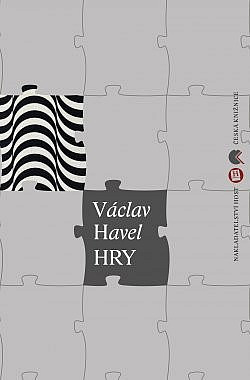 Václav
Havel
HRY
NAKLADATELSTVÍ HOST
ČESKÁ KNIŽNICE